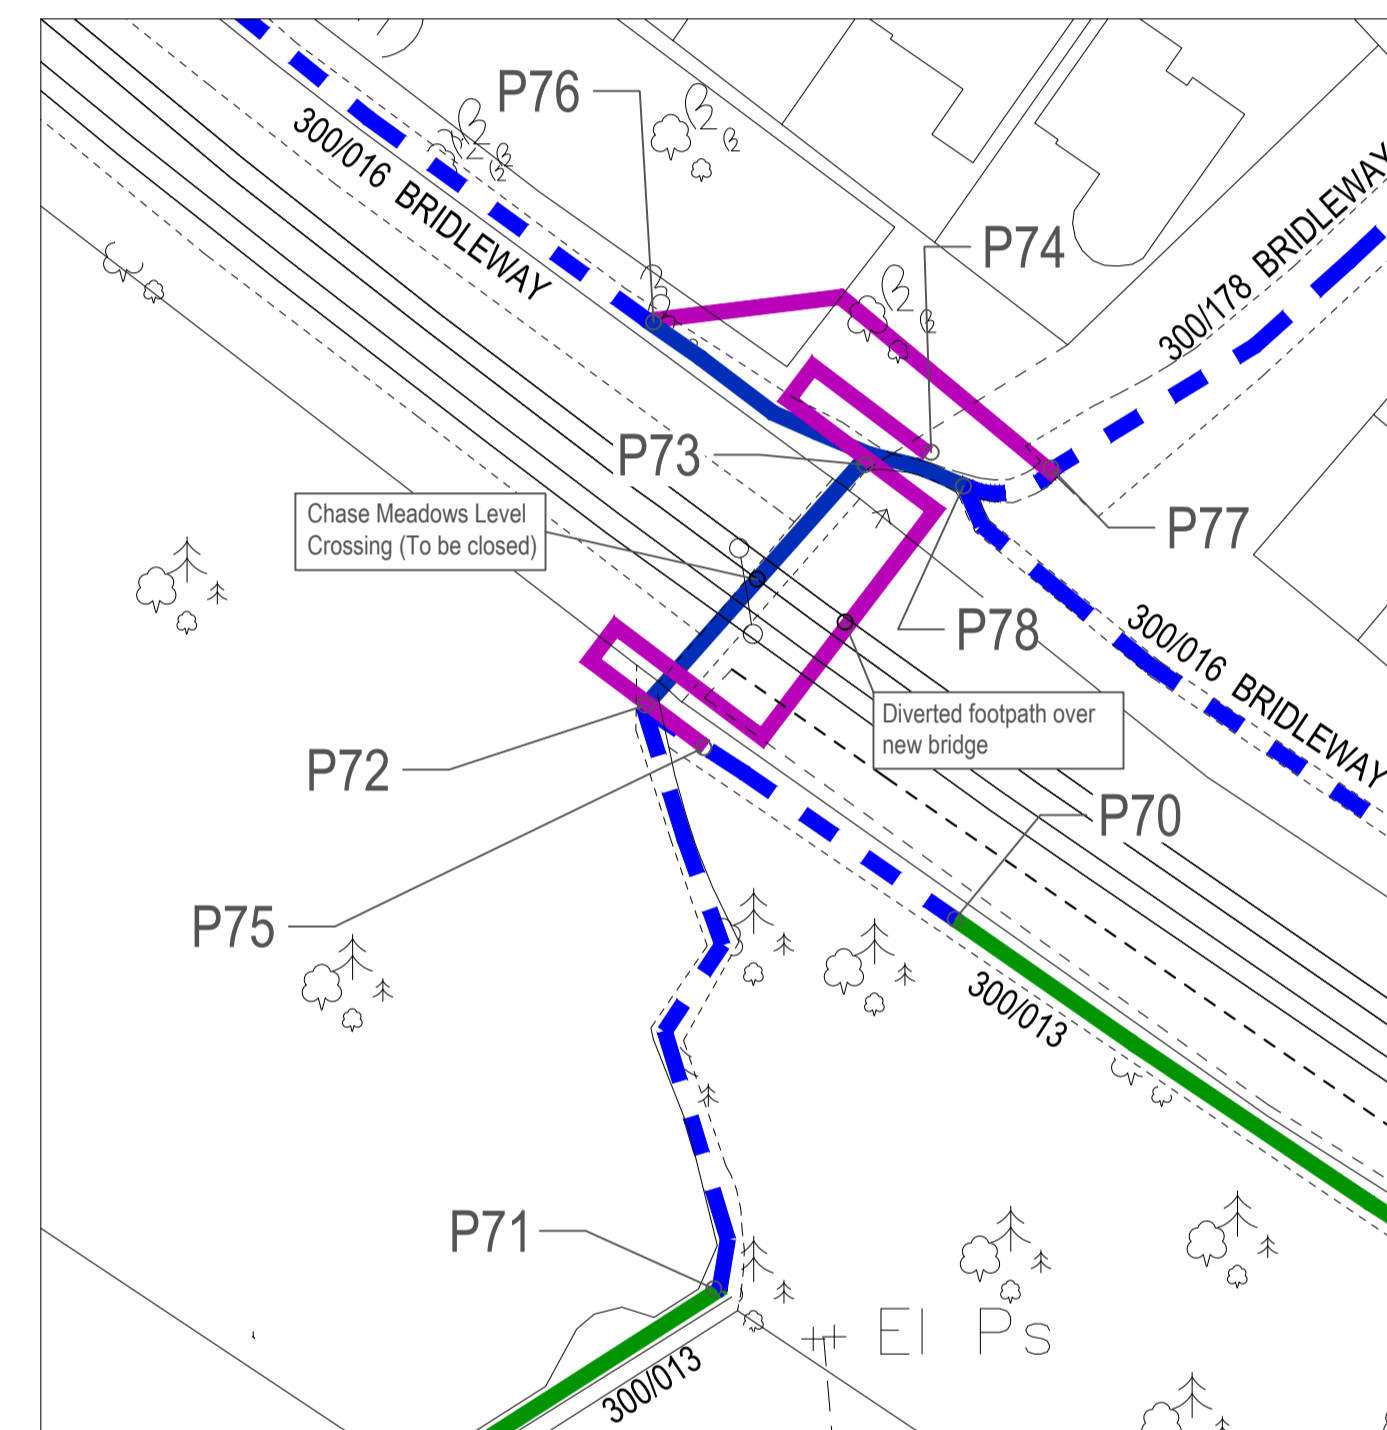 P76
300/016 BRIDLEWAY
P74
300/178 BRIDLEWAY
P73
Chase Meadows Level
Crossing (To be closed)
P77
P78
300/016 BRIDLEWAY
Diverted footpath over
new bridge
P72
P70
P75
300/013
P71
El Ps
300/013